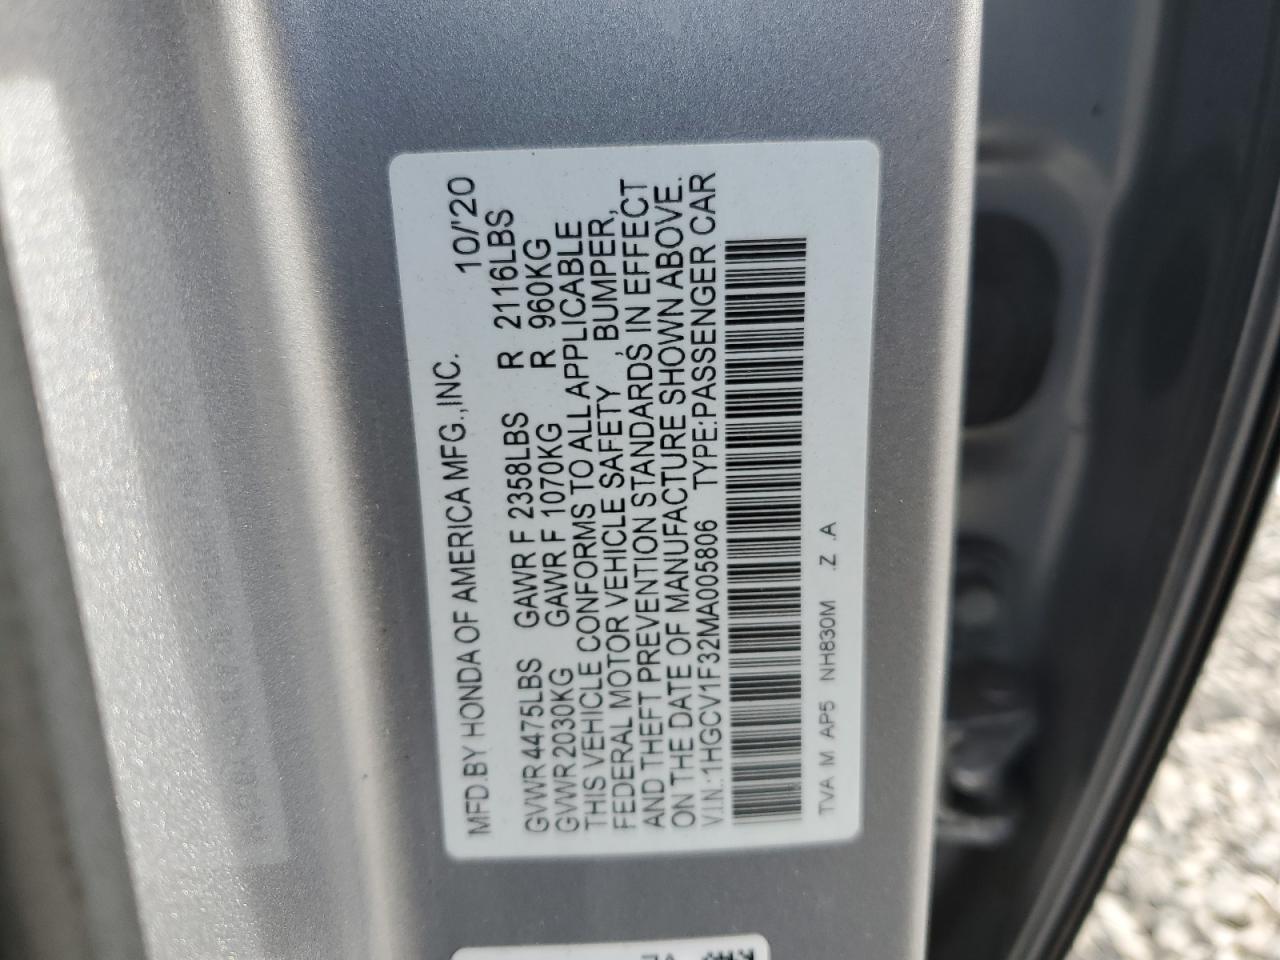 MFD.BY HONDA OF AMERICA MFG.,INC. 10/'20
GVWR 4475LBS GAWR F 2358LBS R 2116LBS
GVWR 2030KG GAWR F 1070KG R 960KG
THIS VEHICLE CONFORMS TO ALL APPLICABLE
FEDERAL MOTOR VEHICLE SAFETY , BUMPER,
AND THEFT PREVENTION STANDARDS IN EFFECT
ON THE DATE OF MANUFACTURE SHOWN ABOVE.
V.I.N.:1HGCV1F32MA005806 TYPE:PASSENGER CAR
TVA M AP5 NH830M .Z .A